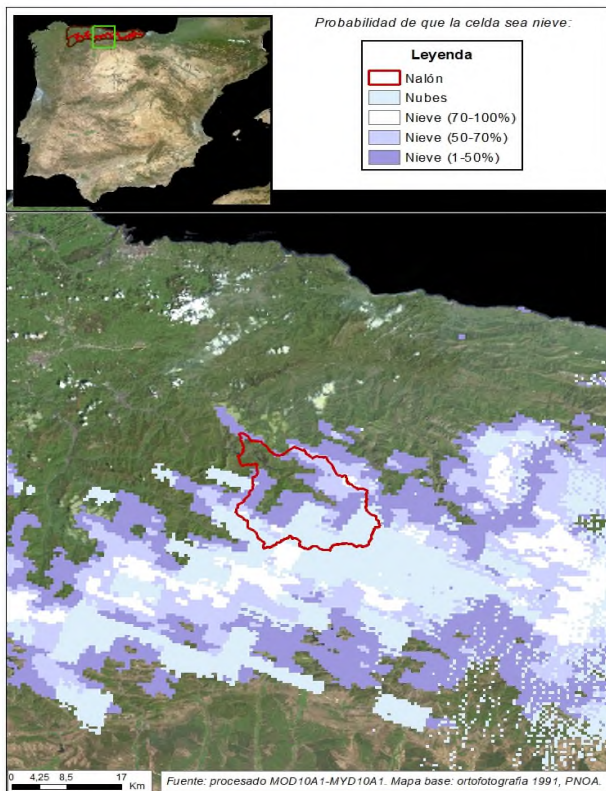 Probabilidad de que la celda sea nieve:
Leyenda
Nalón
Nubes
Nieve (70-100%)
Nieve (50-70%)
Nieve (1-50%)
0 4,25 8,5 17
Km
Fuente: procesado MOD10A1-MYD10A1. Mapa base: ortofotografia 1991, PNOA.